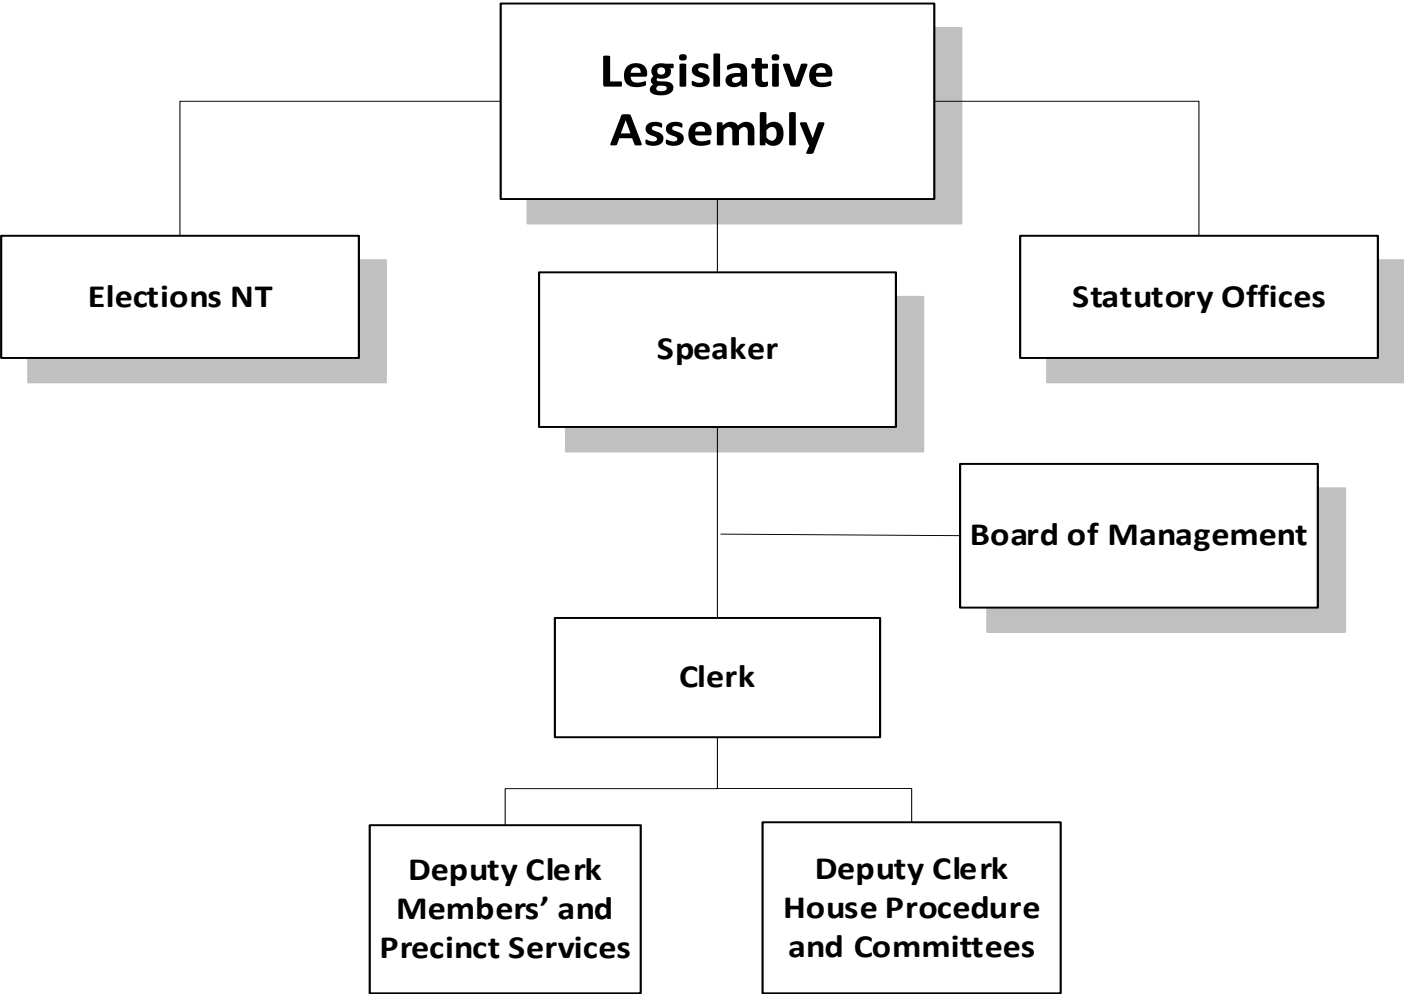 Legislative
Assembly
Elections NT
Statutory Offices
Speaker
Board of Management
Clerk
Deputy Clerk
Members’ and
Precinct Services
Deputy Clerk
House Procedure
and Committees